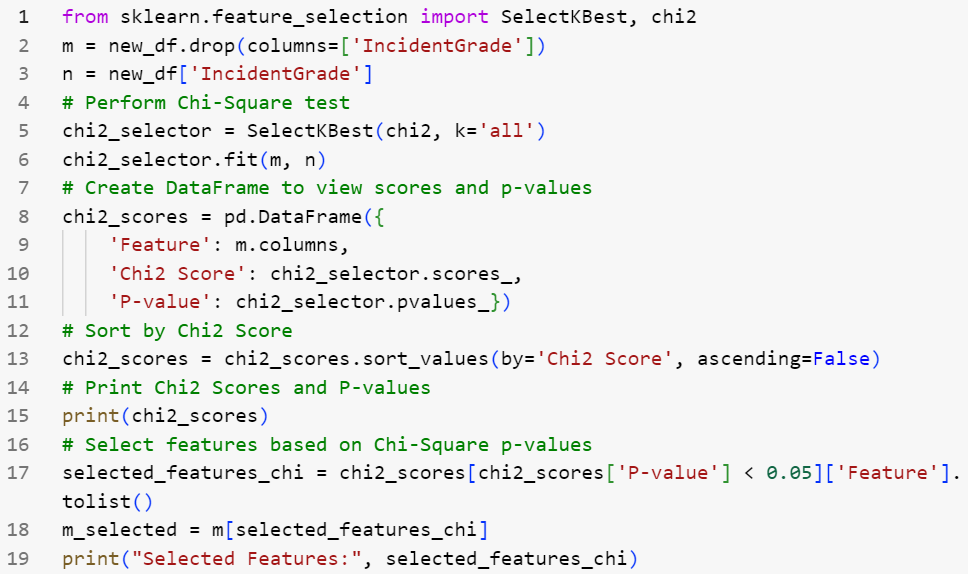 1 from sklearn.feature_selection import SelectKBest, chi2
2 m = new_df.drop(columns=['IncidentGrade'])
3 n = new_df['IncidentGrade']
4 # Perform Chi-Square test
5 chi2_selector = SelectKBest(chi2, k='all')
6 chi2_selector.fit(m, n)
7 # Create DataFrame to view scores and p-values
8 chi2_scores = pd.DataFrame({
9     'Feature': m.columns,
10     'Chi2 Score': chi2_selector.scores_,
11     'P-value': chi2_selector.pvalues_})
12 # Sort by Chi2 Score
13 chi2_scores = chi2_scores.sort_values(by='Chi2 Score', ascending=False)
14 # Print Chi2 Scores and P-values
15 print(chi2_scores)
16 # Select features based on Chi-Square p-values
17 selected_features_chi = chi2_scores[chi2_scores['P-value'] < 0.05]['Feature'].
tolist()
18 m_selected = m[selected_features_chi]
19 print("Selected Features:", selected_features_chi)